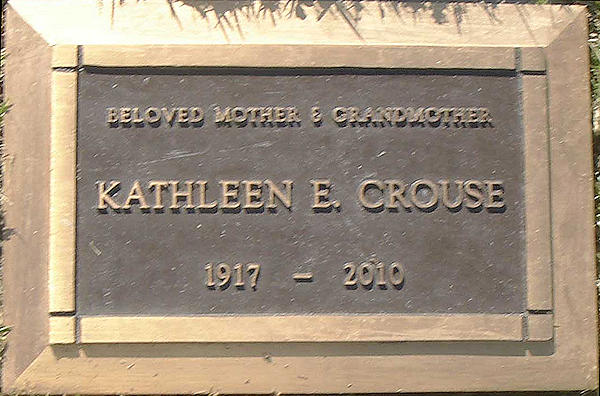 BELOVED MOTHER & GRANDMOTHER
KATHLEEN E. CROUSE
1917 – 2010